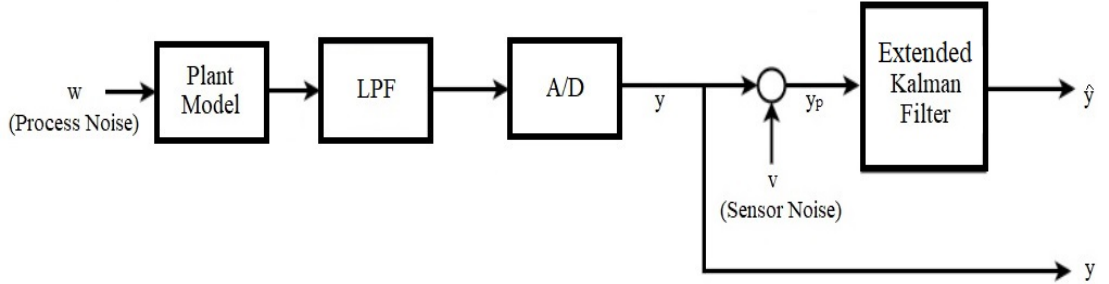 w
(Process Noise)
Plant
Model
LPF
A/D
y
yₚ
v
(Sensor Noise)
Extended
Kalman
Filter
ŷ
y